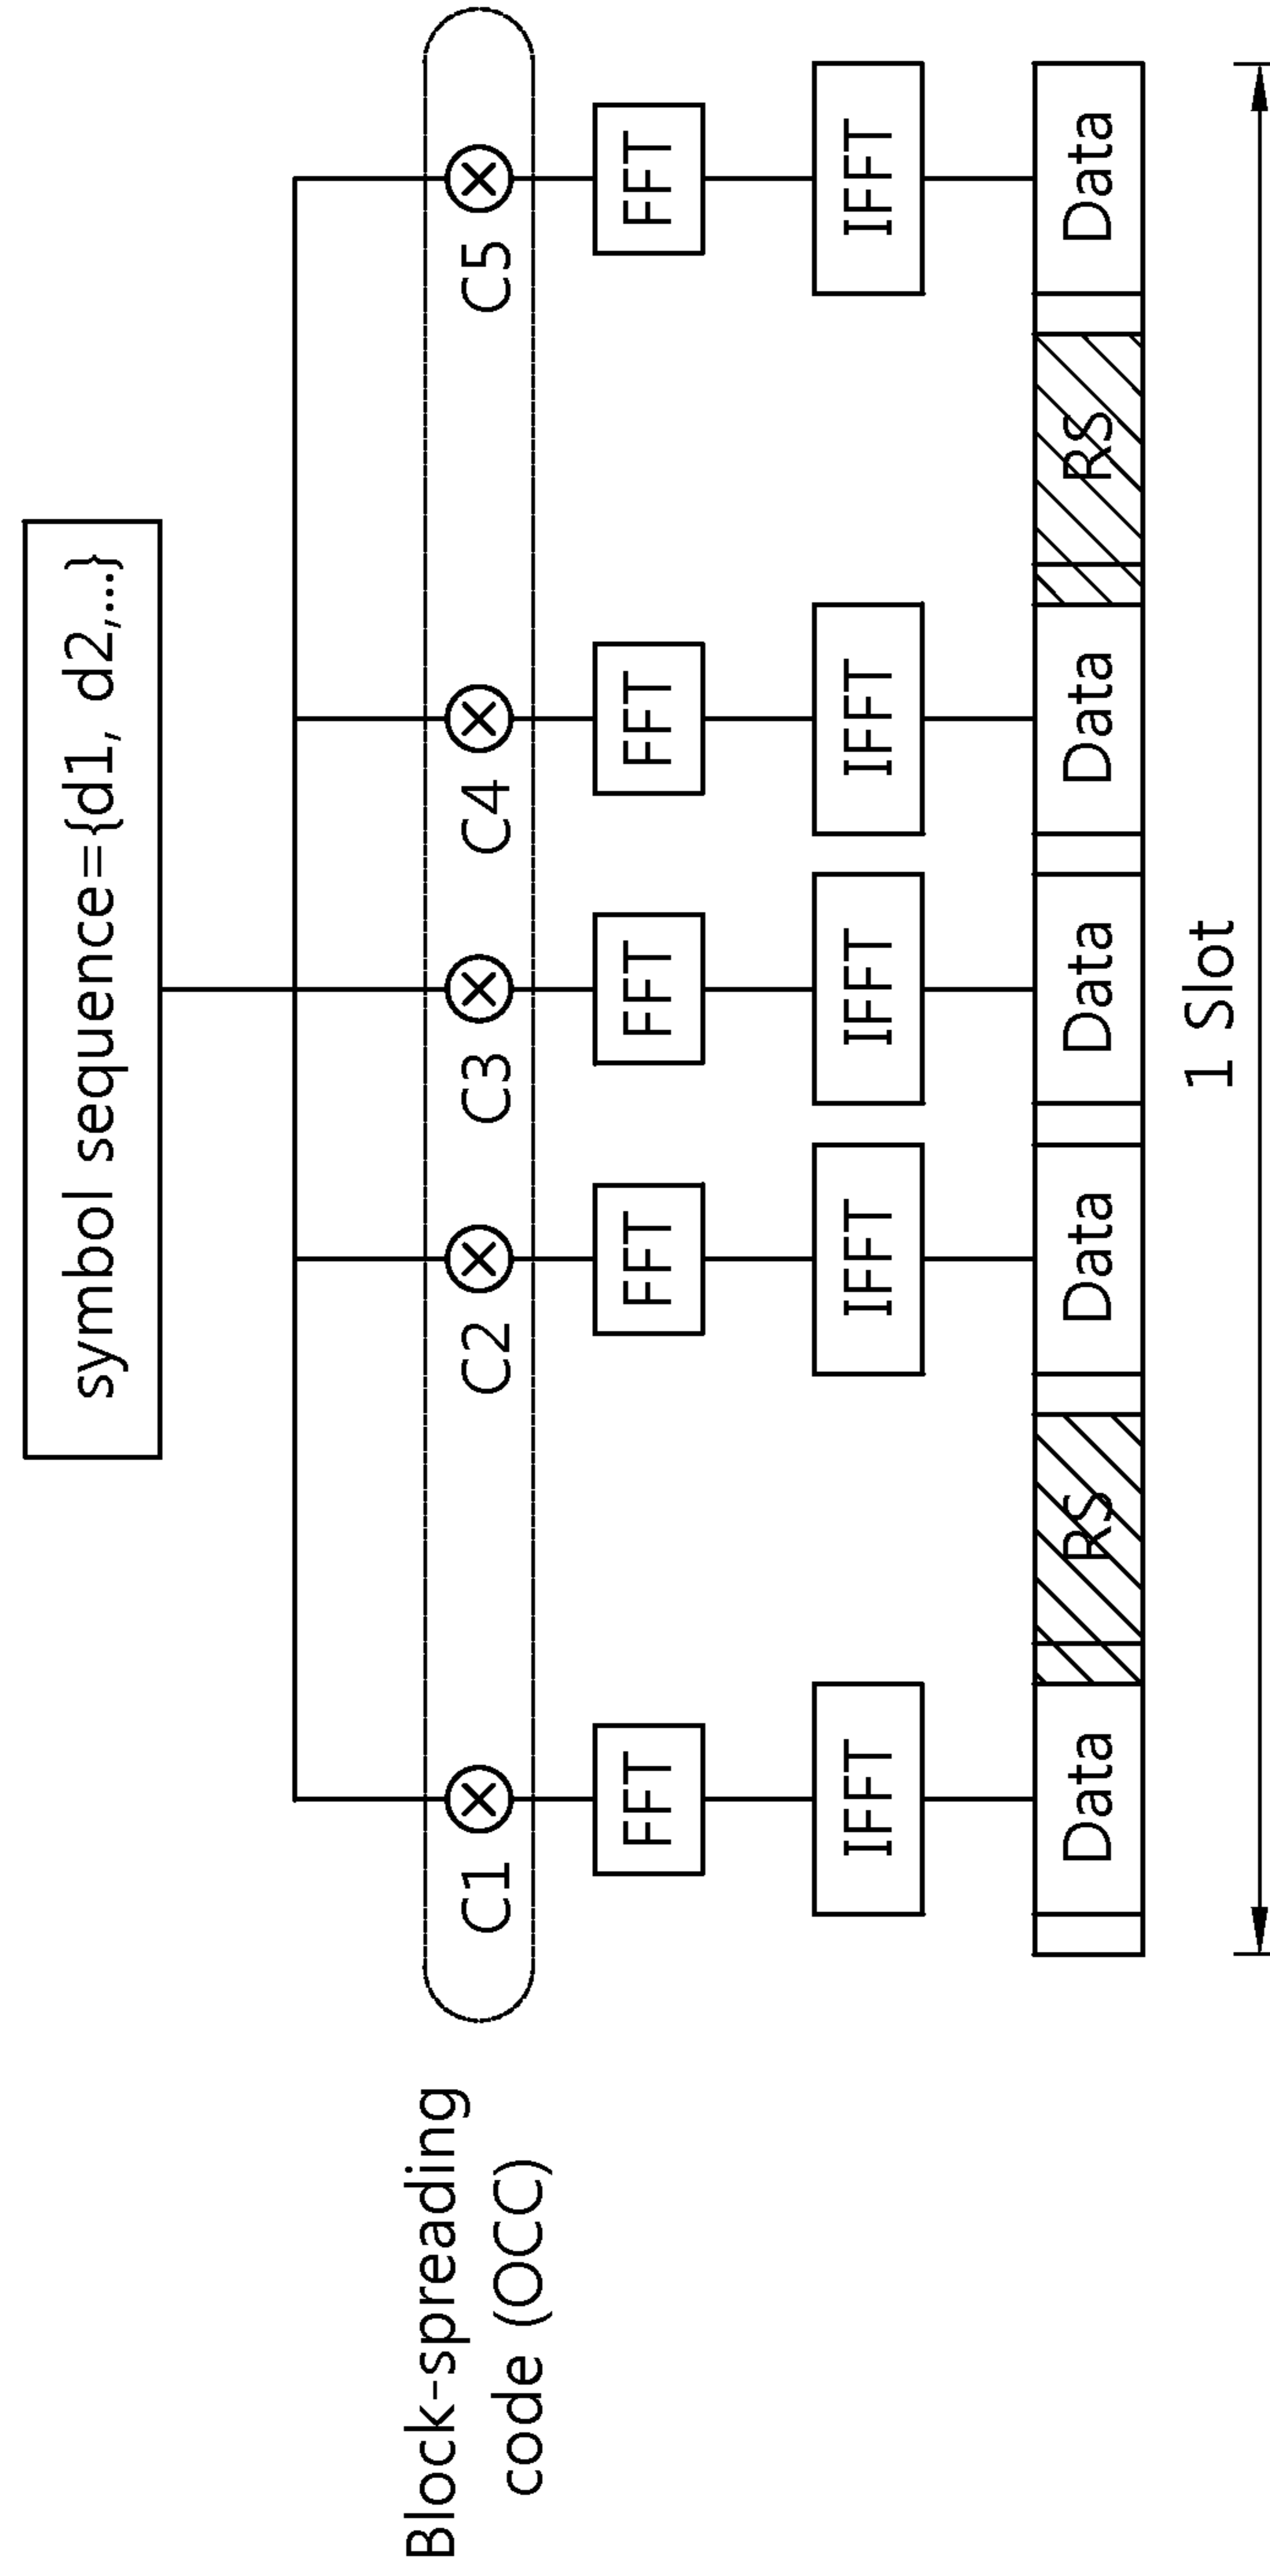 symbol sequence={d1, d2,...}
Block-spreading
code (OCC)
C1
C2
C3
C4
C5
FFT
FFT
FFT
FFT
FFT
IFFT
IFFT
IFFT
IFFT
IFFT
Data
RS
Data
Data
Data
RS
Data
1 Slot